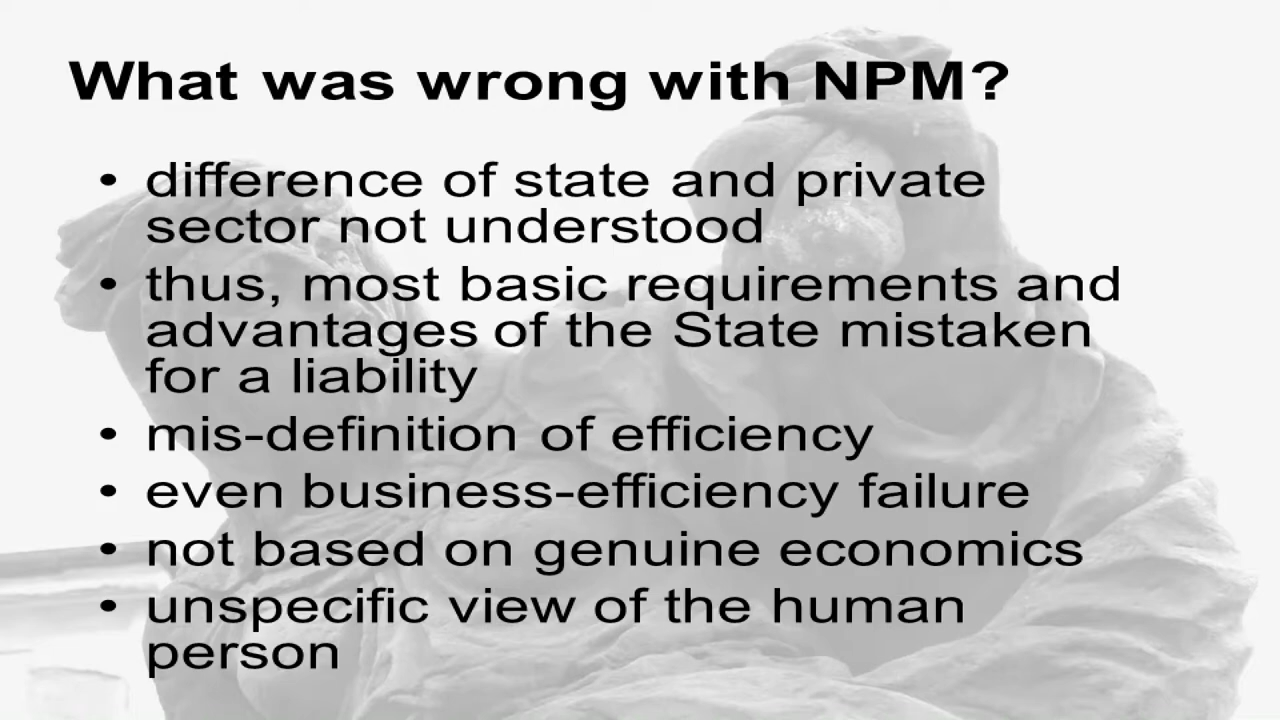 What was wrong with NPM?
• difference of state and private
sector not understood
• thus, most basic requirements and
advantages of the State mistaken
for a liability
• mis-definition of efficiency
• even business-efficiency failure
• not based on genuine economics
• unspecific view of the human
person